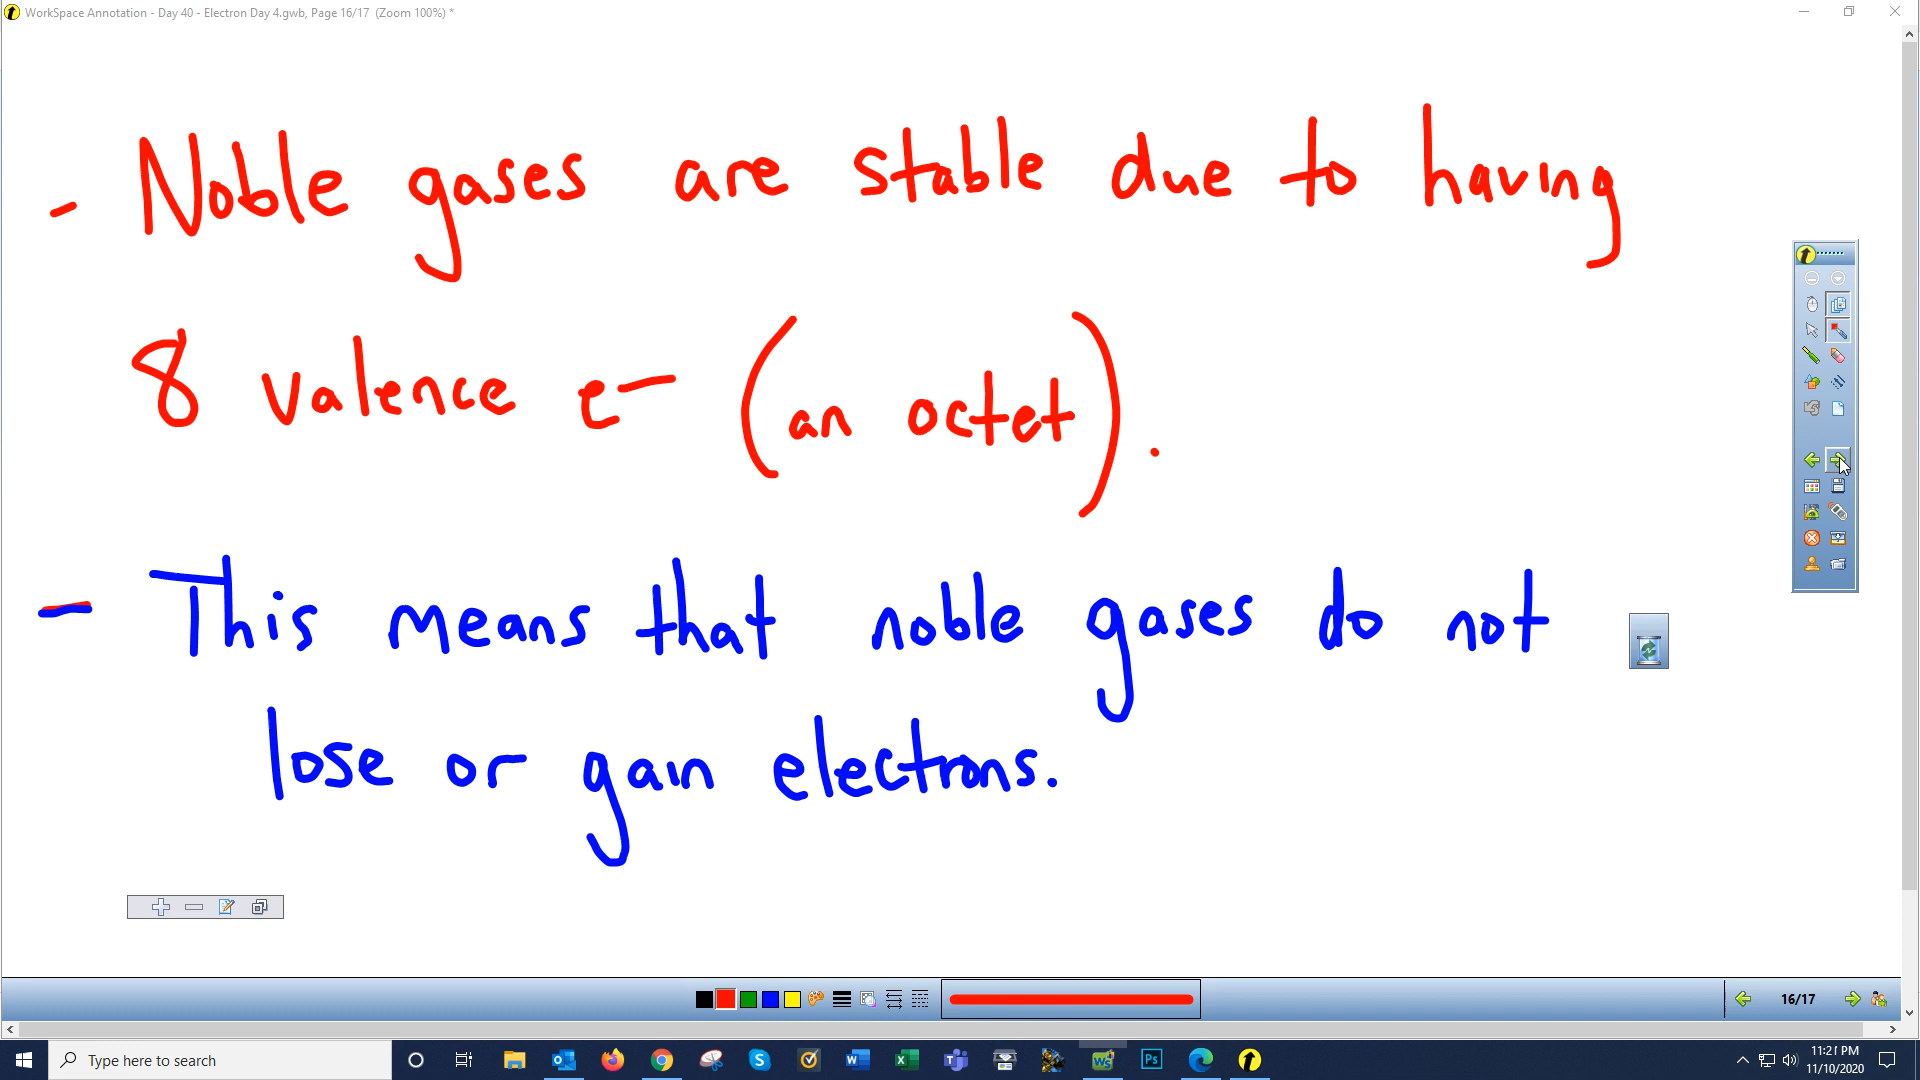 WorkSpace Annotation - Day 40 - Electron Day 4.gwb, Page 16/17 (Zoom 100%) *
- Noble gases are stable due to having
8 valence e− (an octet).
- This means that noble gases do not
lose or gain electrons.
16/17
Type here to search
11:21 PM
11/10/2020